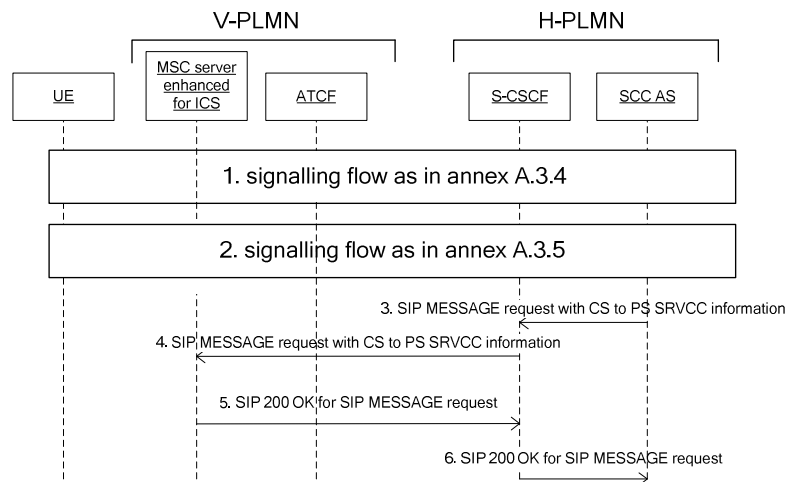 V-PLMN
H-PLMN
UE
MSC server
enhanced
for ICS
ATCF
S-CSCF
SCC AS
1. signalling flow as in annex A.3.4
2. signalling flow as in annex A.3.5
3. SIP MESSAGE request with CS to PS SRVCC information
4. SIP MESSAGE request with CS to PS SRVCC information
5. SIP 200 OK for SIP MESSAGE request
6. SIP 200 OK for SIP MESSAGE request